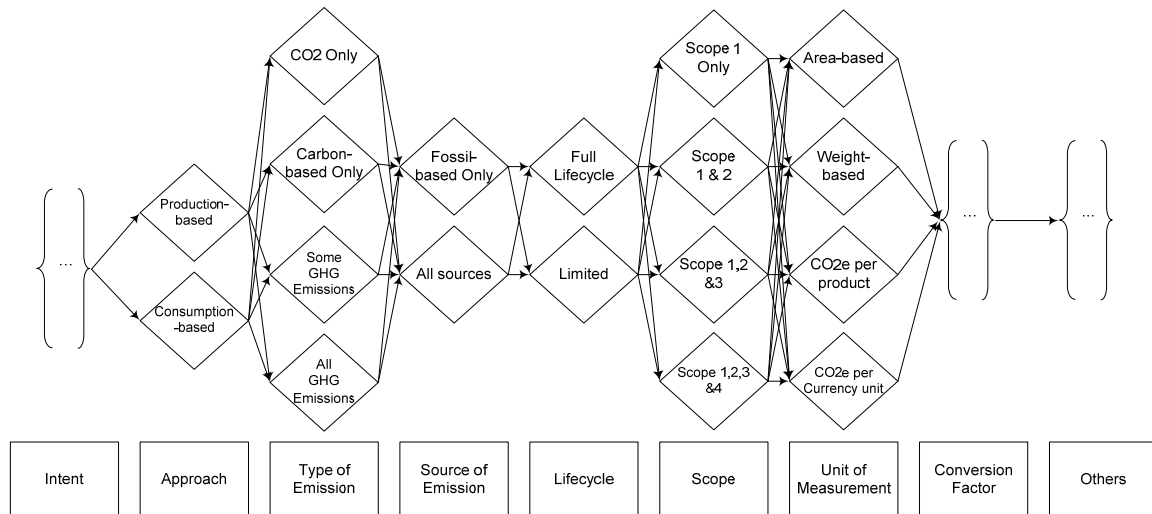 ...
Production-
based
Consumption
-based
CO2 Only
Carbon-
based Only
Some
GHG
Emissions
All
GHG
Emissions
Fossil-
based Only
All sources
Full
Lifecycle
Limited
Scope 1
Only
Scope
1 & 2
Scope 1,2
&3
Scope 1,2,3
&4
Area-based
Weight-
based
CO2e per
product
CO2e per
Currency unit
...
...
Intent
Approach
Type of
Emission
Source of
Emission
Lifecycle
Scope
Unit of
Measurement
Conversion
Factor
Others